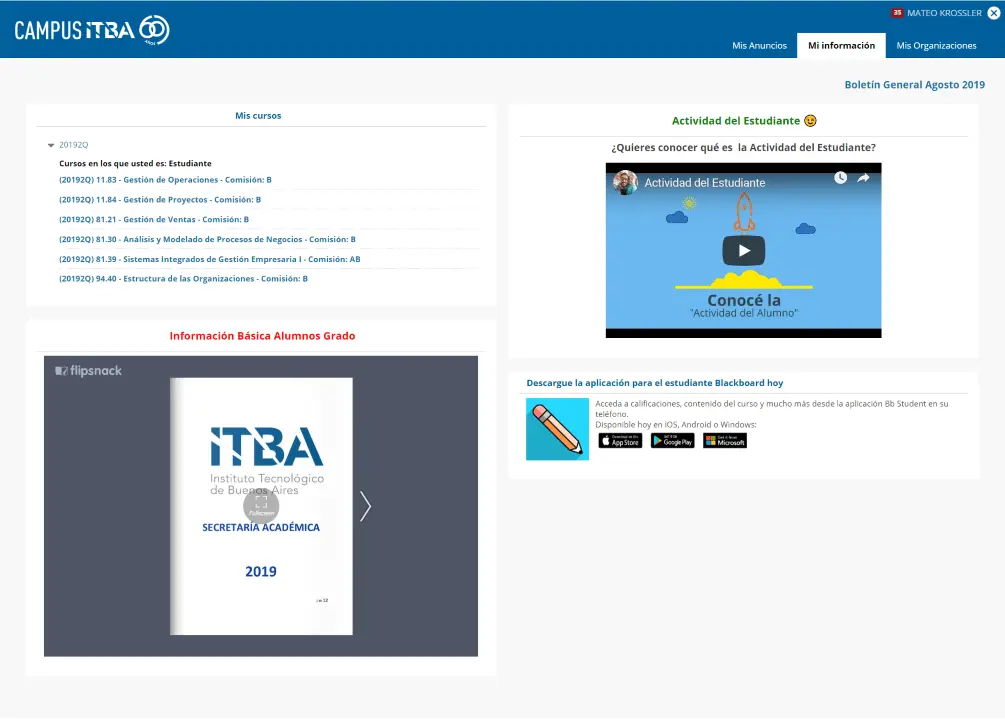 CAMPUS ITBA 60 AÑOS
35 MATEO KROSSLER
Mis Anuncios Mi información Mis Organizaciones
Boletín General Agosto 2019
Mis cursos
20192Q
Cursos en los que usted es: Estudiante
(20192Q) 11.83 - Gestión de Operaciones - Comisión: B
(20192Q) 11.84 - Gestión de Proyectos - Comisión: B
(20192Q) 81.21 - Gestión de Ventas - Comisión: B
(20192Q) 81.30 - Análisis y Modelado de Procesos de Negocios - Comisión: B
(20192Q) 81.39 - Sistemas Integrados de Gestión Empresaria I - Comisión: AB
(20192Q) 94.40 - Estructura de las Organizaciones - Comisión: B
Información Básica Alumnos Grado
flipsnack
ITBA
Instituto Tecnológico
de Buenos Aires
Fullscreen
SECRETARÍA ACADÉMICA
2019
Actividad del Estudiante
¿Quieres conocer qué es la Actividad del Estudiante?
Actividad del Estudiante
Conocé la
"Actividad del Alumno"
Descargue la aplicación para el estudiante Blackboard hoy
Acceda a calificaciones, contenido del curso y mucho más desde la aplicación Bb Student en su
teléfono.
Disponible hoy en IOS, Android o Windows:
Download on the App Store
GET IT ON Google Play
Microsoft